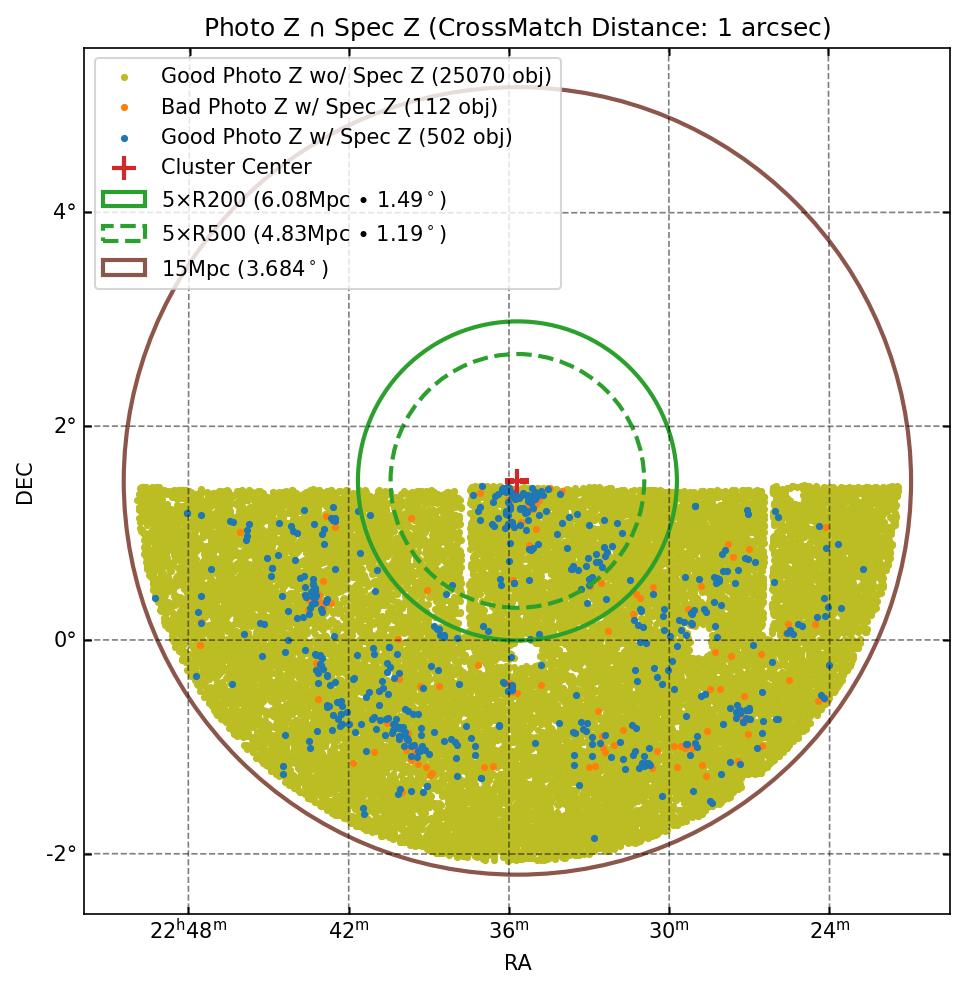 Photo Z ∩ Spec Z (CrossMatch Distance: 1 arcsec)
Good Photo Z wo/ Spec Z (25070 obj)
Bad Photo Z w/ Spec Z (112 obj)
Good Photo Z w/ Spec Z (502 obj)
Cluster Center
5×R200 (6.08Mpc • 1.49°)
5×R500 (4.83Mpc • 1.19°)
15Mpc (3.684°)
4°
2°
0°
-2°
DEC
22ʰ48ᵐ 42ᵐ 36ᵐ 30ᵐ 24ᵐ
RA